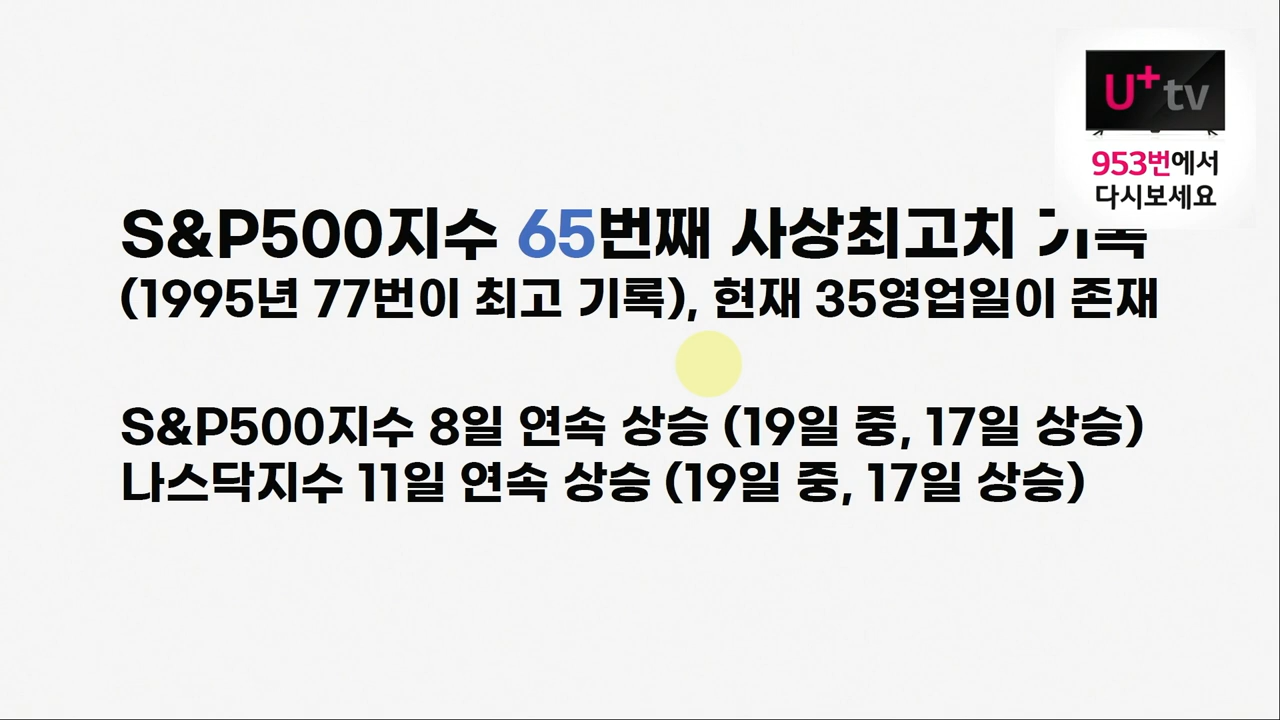 U+tv
953번에서
다시보세요
S&P500지수 65번째 사상최고치 기록
(1995년 77번이 최고 기록), 현재 35영업일이 존재
S&P500지수 8일 연속 상승 (19일 중, 17일 상승)
나스닥지수 11일 연속 상승 (19일 중, 17일 상승)